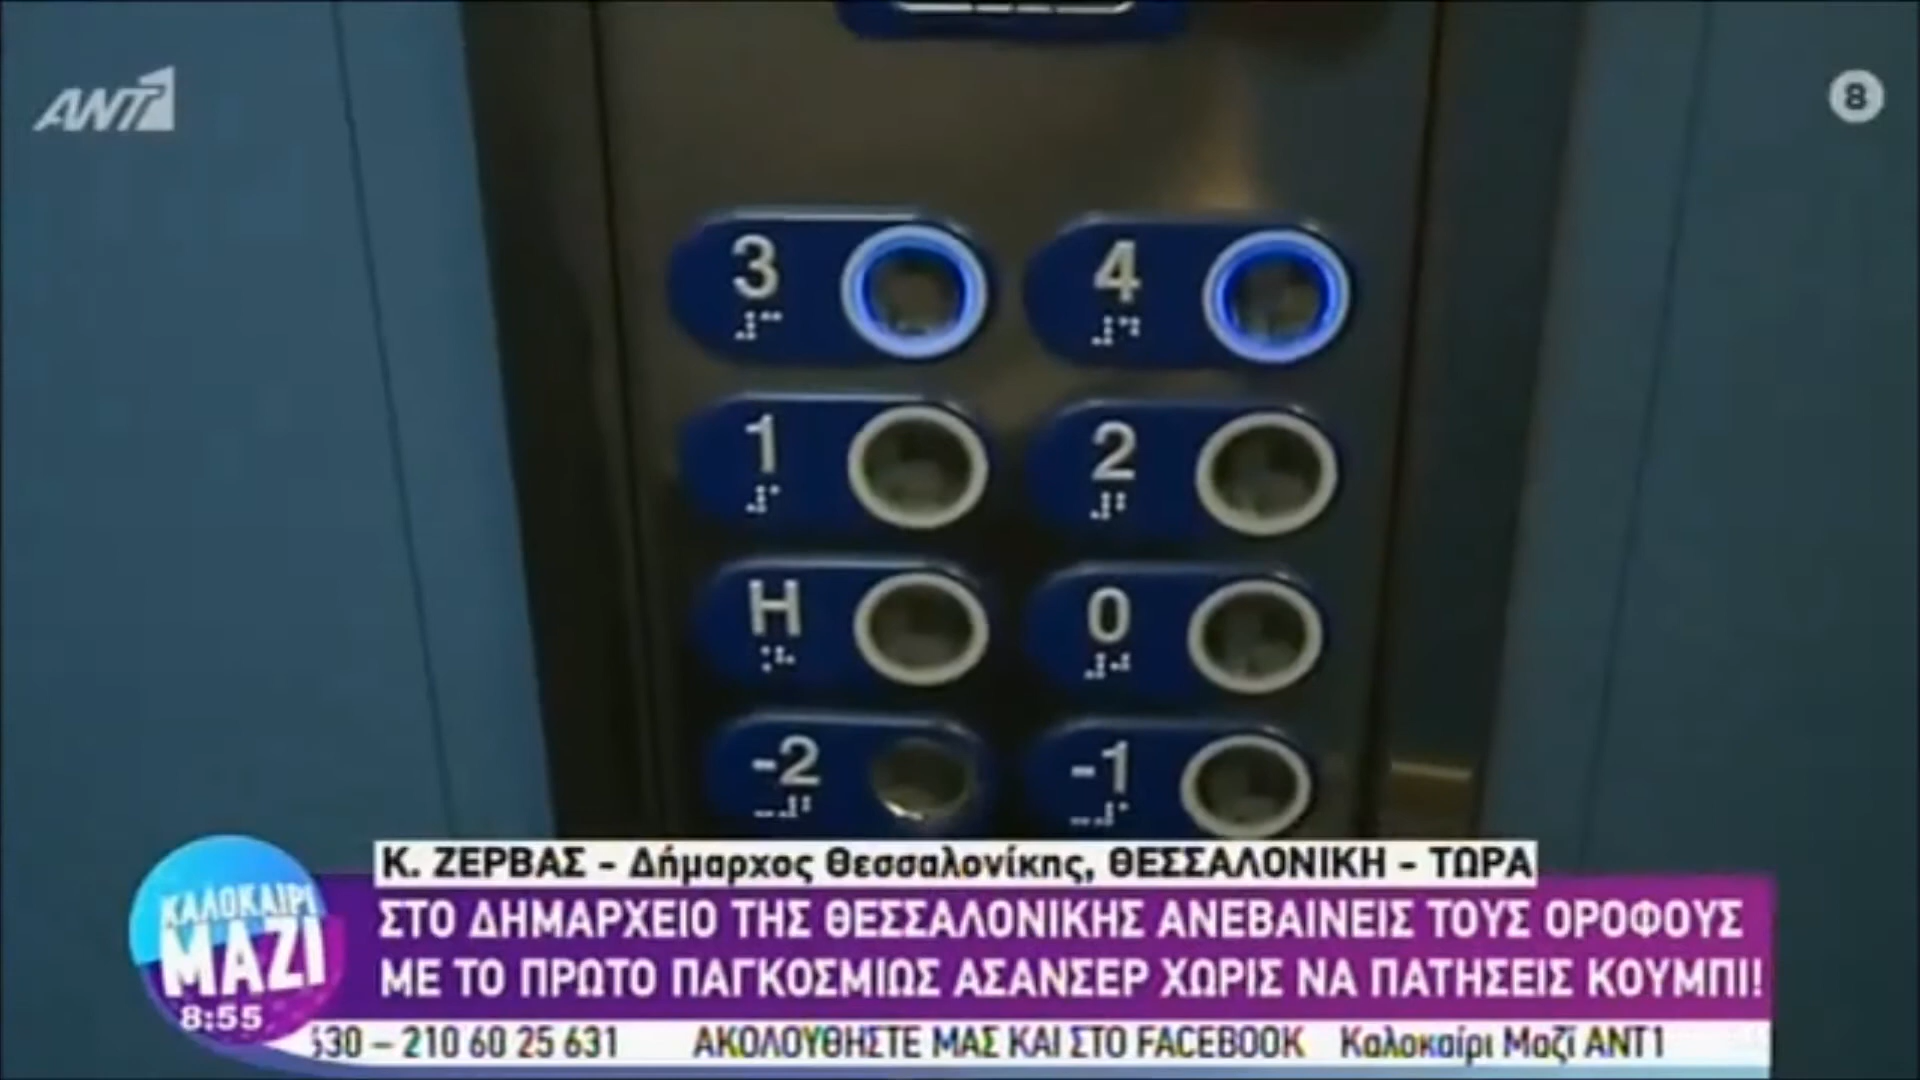 ANT1
8
3 4
1 2
H 0
-2 -1
Κ. ΖΕΡΒΑΣ – Δήμαρχος Θεσσαλονίκης, ΘΕΣΣΑΛΟΝΙΚΗ – ΤΩΡΑ
ΣΤΟ ΔΗΜΑΡΧΕΙΟ ΤΗΣ ΘΕΣΣΑΛΟΝΙΚΗΣ ΑΝΕΒΑΙΝΕΙΣ ΤΟΥΣ ΟΡΟΦΟΥΣ
ΜΕ ΤΟ ΠΡΩΤΟ ΠΑΓΚΟΣΜΙΩΣ ΑΣΑΝΣΕΡ ΧΩΡΙΣ ΝΑ ΠΑΤΗΣΕΙΣ ΚΟΥΜΠΙ!
ΚΑΛΟΚΑΙΡΙ
ΜΑΖΙ
8:55
630 – 210 60 25 631 ΑΚΟΛΟΥΘΗΣΤΕ ΜΑΣ ΚΑΙ ΣΤΟ FACEBOOK Καλοκαίρι Μαζί ΑΝΤ1